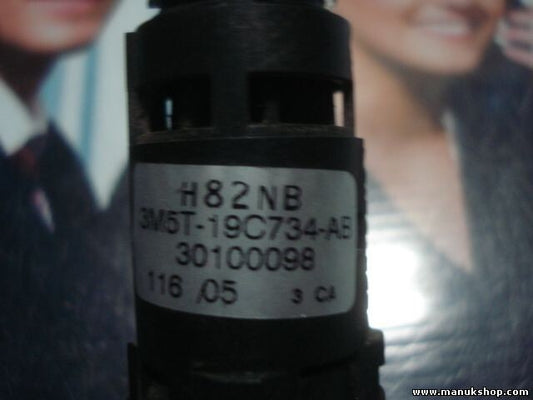 H82NB
3M5T-19C734-AB
30100098
116 /05 3 CA
www.manukshop.com